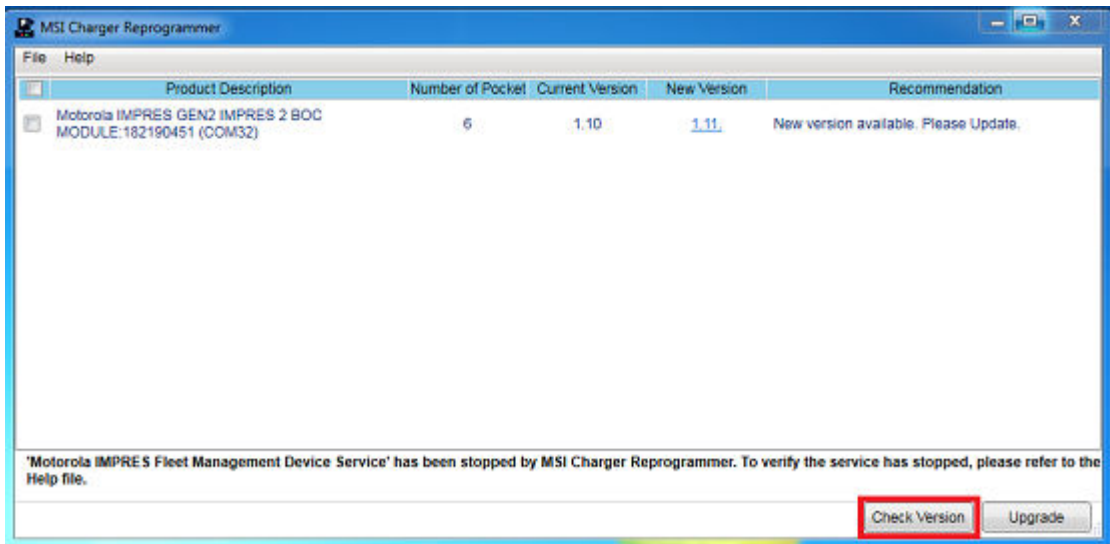 MSI Charger Reprogrammer
File Help
Product Description Number of Pocket Current Version New Version Recommendation
Motorola IMPRES GEN2 IMPRES 2 BOC
MODULE:182190451 (COM32) 6 1.10 1.11. New version available. Please Update.
'Motorola IMPRES Fleet Management Device Service' has been stopped by MSI Charger Reprogrammer. To verify the service has stopped, please refer to the
Help file.
Check Version Upgrade